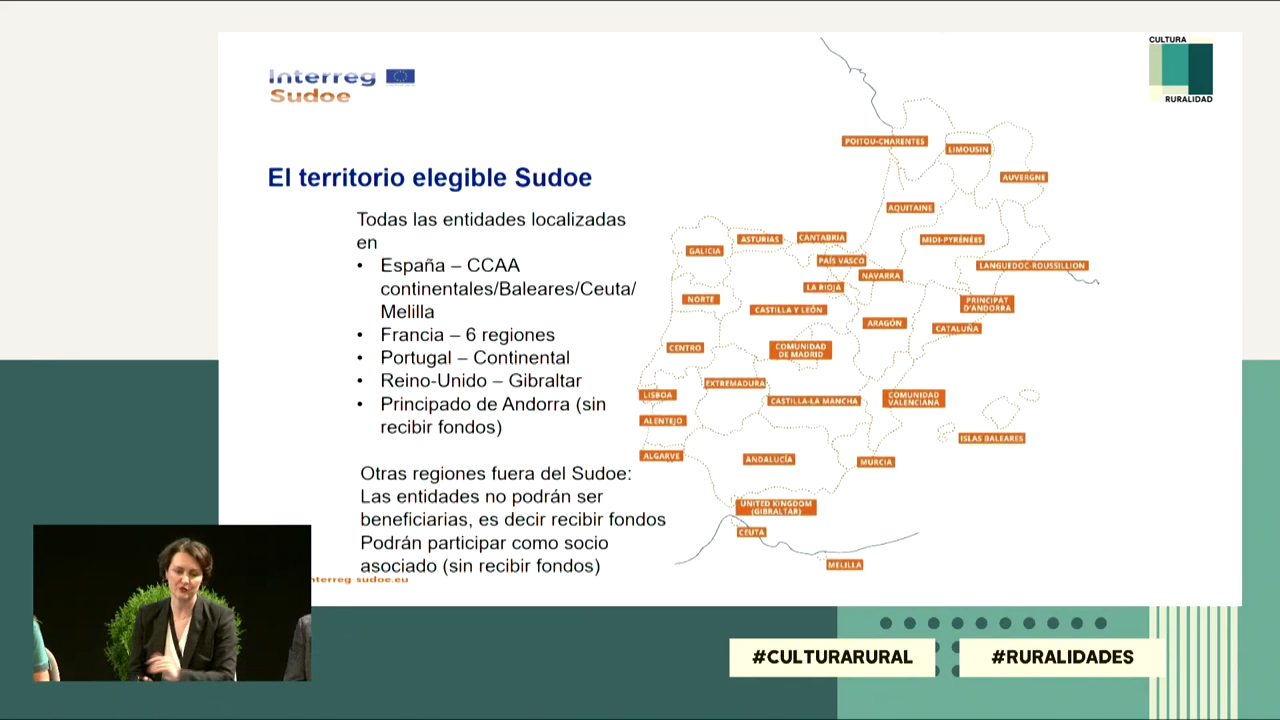 CULTURA
RURALIDAD
Interreg
Sudoe
El territorio elegible Sudoe
Todas las entidades localizadas
en
• España – CCAA
continentales/Baleares/Ceuta/
Melilla
• Francia – 6 regiones
• Portugal – Continental
• Reino-Unido – Gibraltar
• Principado de Andorra (sin
recibir fondos)
Otras regiones fuera del Sudoe:
Las entidades no podrán ser
beneficiarias, es decir recibir fondos
Podrán participar como socio
asociado (sin recibir fondos)
nterreg sudoe.eu
POITOU-CHARENTES
LIMOUSIN
AUVERGNE
AQUITAINE
MIDI-PYRÉNÉES
LANGUEDOC-ROUSSILLION
GALICIA
ASTURIAS
CANTABRIA
PAÍS VASCO
NAVARRA
LA RIOJA
NORTE
CASTILLA Y LEÓN
ARAGÓN
PRINCIPAT
D'ANDORRA
CATALUÑA
CENTRO
COMUNIDAD
DE MADRID
EXTREMADURA
LISBOA
CASTILLA-LA MANCHA
COMUNIDAD
VALENCIANA
ALENTEJO
ISLAS BALEARES
ALGARVE
ANDALUCÍA
MURCIA
UNITED KINGDOM
(GIBRALTAR)
CEUTA
MELILLA
#CULTURARURAL
#RURALIDADES